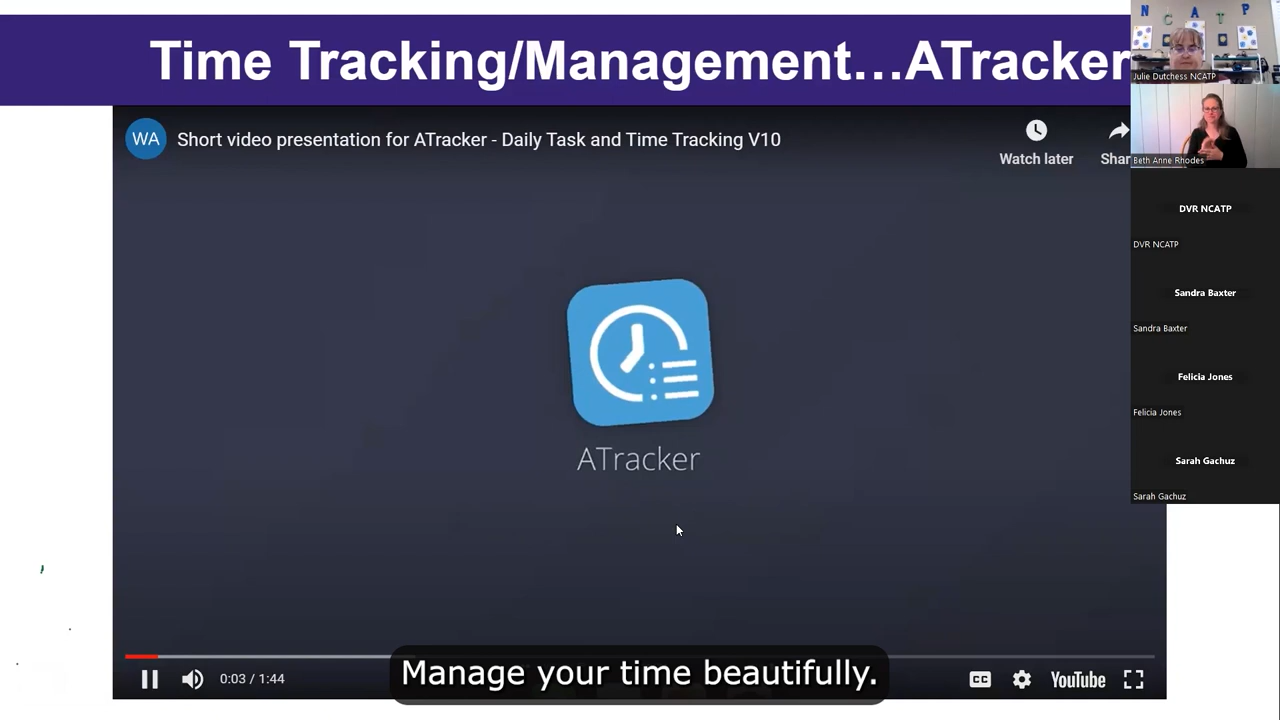 Time Tracking/Management…ATracker
WA
Short video presentation for ATracker - Daily Task and Time Tracking V10
Watch later
Shar
ATracker
Manage your time beautifully.
0:03 / 1:44
CC
YouTube
N C A T P
Julie Dutchess NCATP
Beth Anne Rhodes
DVR NCATP
DVR NCATP
Sandra Baxter
Sandra Baxter
Felicia Jones
Felicia Jones
Sarah Gachuz
Sarah Gachuz